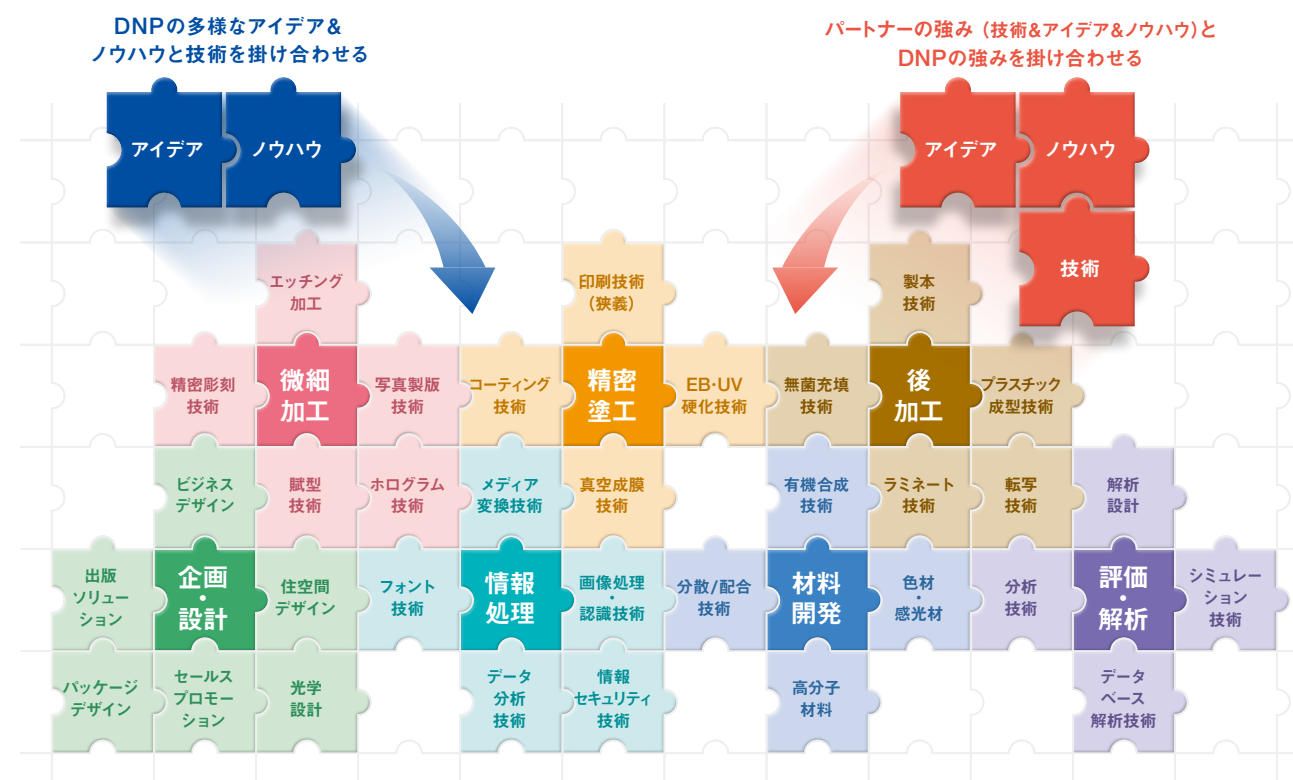 DNPの多様なアイデア&
ノウハウと技術を掛け合わせる
パートナーの強み（技術&アイデア&ノウハウ）と
DNPの強みを掛け合わせる
アイデア
ノウハウ
アイデア
ノウハウ
技術
エッチング
加工
印刷技術
（狭義）
製本
技術
精密彫刻
技術
微細
加工
写真製版
技術
コーティング
技術
精密
塗工
EB・UV
硬化技術
無菌充填
技術
後
加工
プラスチック
成型技術
ビジネス
デザイン
賦型
技術
ホログラム
技術
メディア
変換技術
真空成膜
技術
有機合成
技術
ラミネート
技術
転写
技術
解析
設計
出版
ソリュー
ション
企画
・
設計
住空間
デザイン
フォント
技術
情報
処理
画像処理
・
認識技術
分散/配合
技術
材料
開発
色材
・
感光材
分析
技術
評価
・
解析
シミュレー
ション
技術
パッケージ
デザイン
セールス
プロモー
ション
光学
設計
データ
分析
技術
情報
セキュリティ
技術
高分子
材料
データ
ベース
解析技術